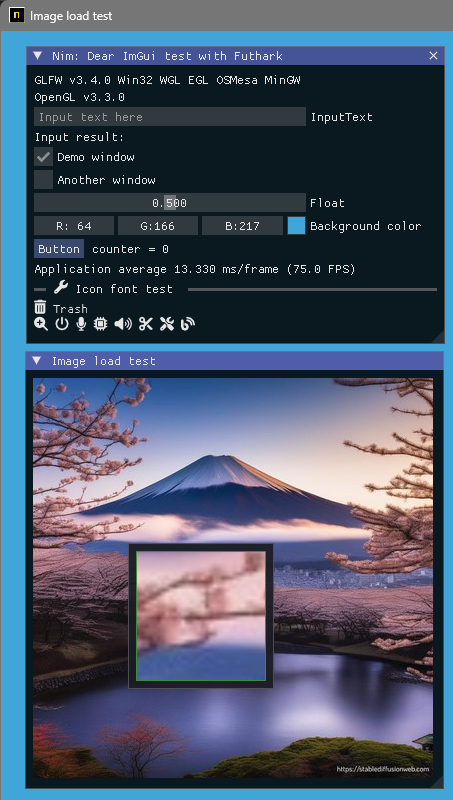 Image load test
Nim: Dear ImGui test with Futhark
GLFW v3.4.0 Win32 WGL EGL OSMesa MinGW
OpenGL v3.3.0
Input text here InputText
Input result:
Demo window
Another window
0.500 Float
R: 64 G:166 B:217 Background color
Button counter = 0
Application average 13.330 ms/frame (75.0 FPS)
Icon font test
Trash
Image load test
https://stablediffusionweb.com